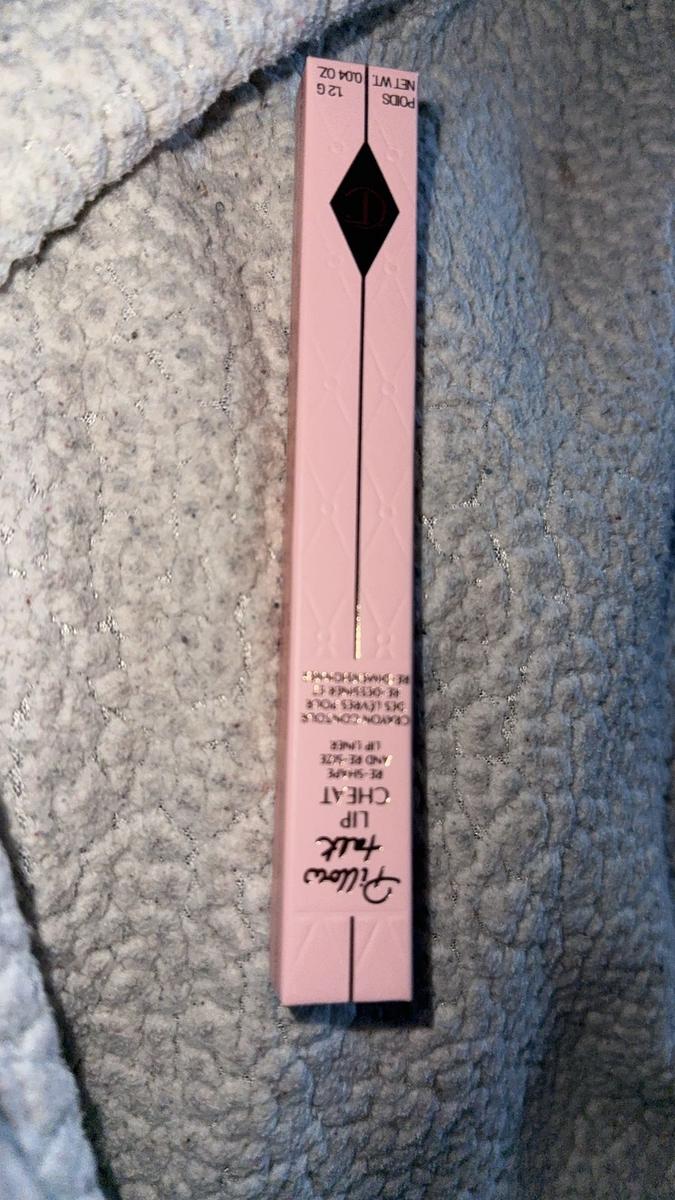 Pillow
talk
LIP
CHEAT
RE-SHAPE
AND RE-SIZE
LIP LINER
CRAYON CONTOUR
DES LÈVRES POUR
RE-DESSINER ET
RE-DIMENSIONNER
POIDS 1.2 G
NET WT. 0.04 OZ.